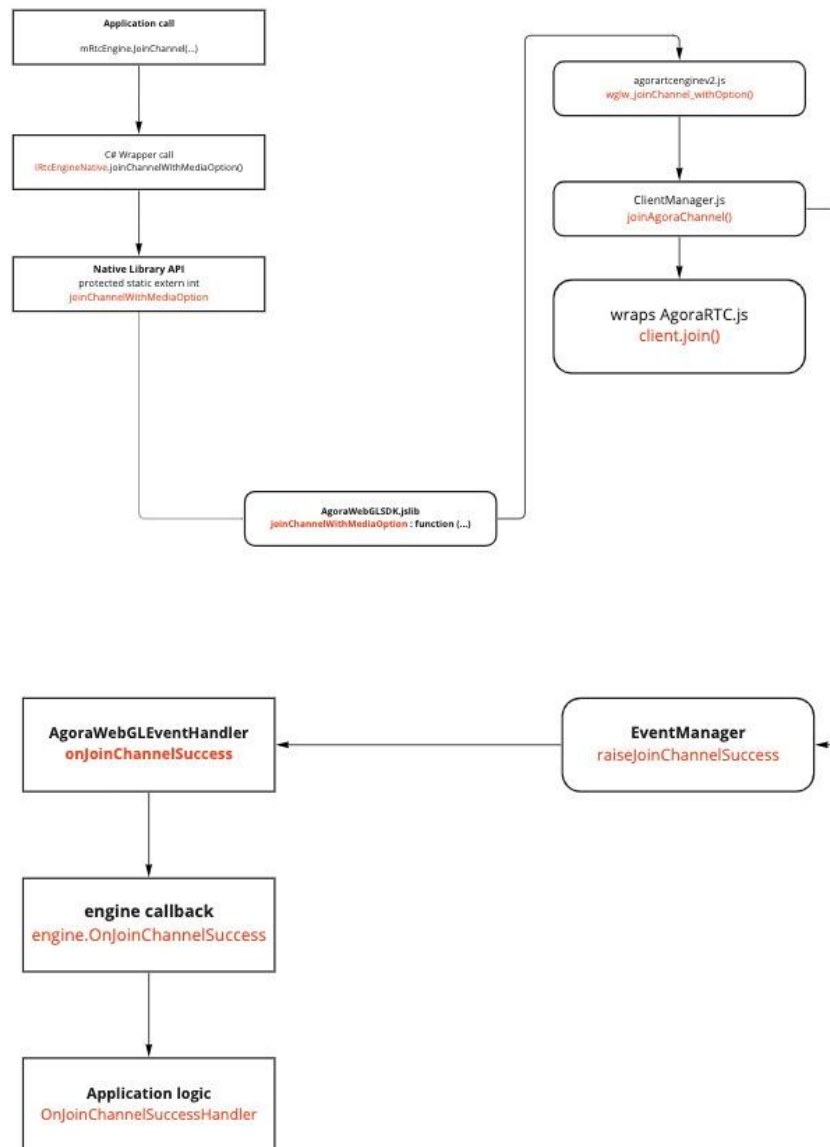 Application call
mRtcEngine.JoinChannel(...)
C# Wrapper call
IRtcEngineNative.joinChannelWithMediaOption()
Native Library API
protected static extern int
joinChannelWithMediaOption
AgoraWebGLSDK.jslib
joinChannelWithMediaOption : function (...)
agorartcenginev2.js
wglw_joinChannel_withOption()
ClientManager.js
joinAgoraChannel()
wraps AgoraRTC.js
client.join()
EventManager
raiseJoinChannelSuccess
AgoraWebGLEventHandler
onJoinChannelSuccess
engine callback
engine.OnJoinChannelSuccess
Application logic
OnJoinChannelSuccessHandler